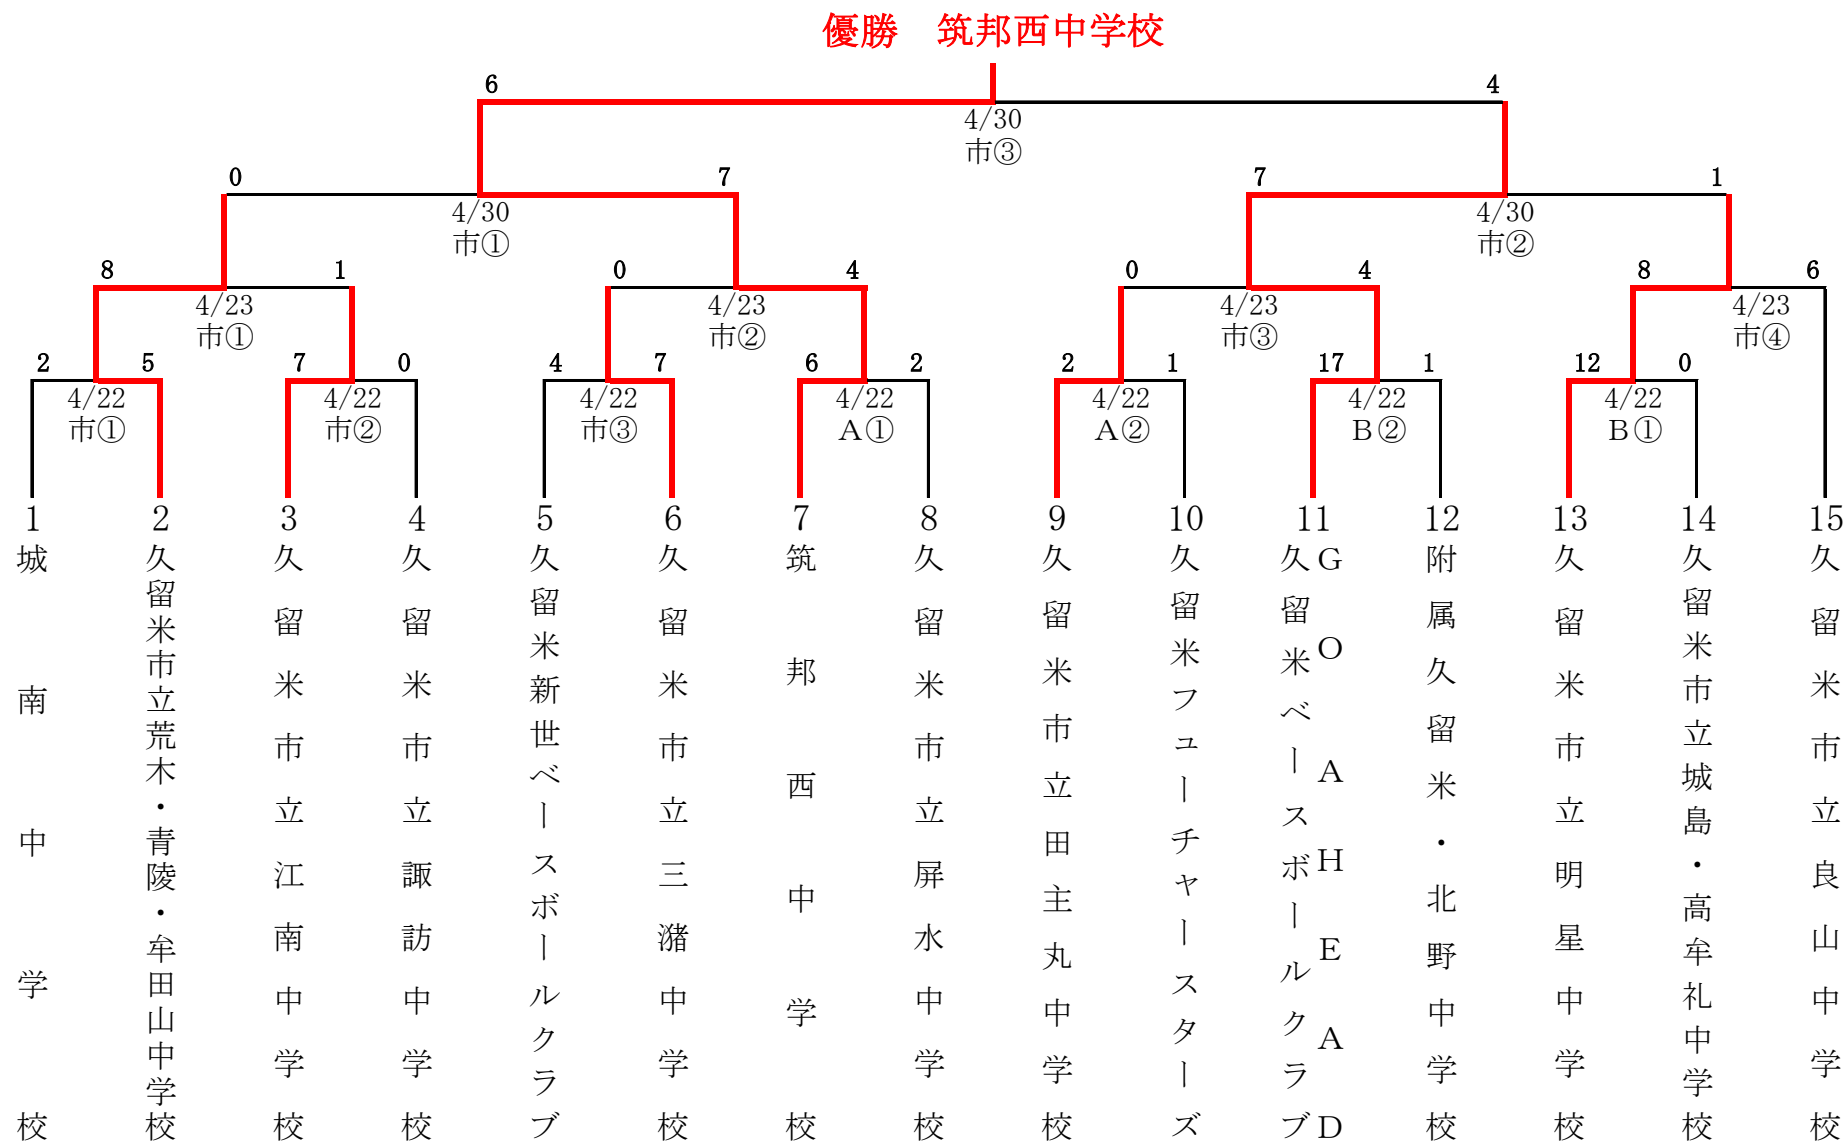 優勝　筑邦西中学校
6 4
4/30
市③
0 7 7 1
4/30 4/30
市① 市②
8 1 0 4 0 4 8 6
4/23 4/23 4/23 4/23
市① 市② 市③ 市④
2 5 7 0 4 7 6 2 2 1 17 1 12 0
4/22 4/22 4/22 4/22 4/22 4/22 4/22
市① 市② 市③ A① A② B② B①
1 2 3 4 5 6 7 8 9 10 11 12 13 14 15
城南中学校
久留米市立荒木・青陵・牟田山中学校
久留米市立江南中学校
久留米市立諏訪中学校
久留米新世ベースボールクラブ
久留米市立三潴中学校
筑邦西中学校
久留米市立屏水中学校
久留米市立田主丸中学校
久留米フューチャースターズ
久留米ベースボールクラブ
GO AHEAD
附属久留米・北野中学校
久留米市立明星中学校
久留米市立城島・高牟礼中学校
久留米市立良山中学校